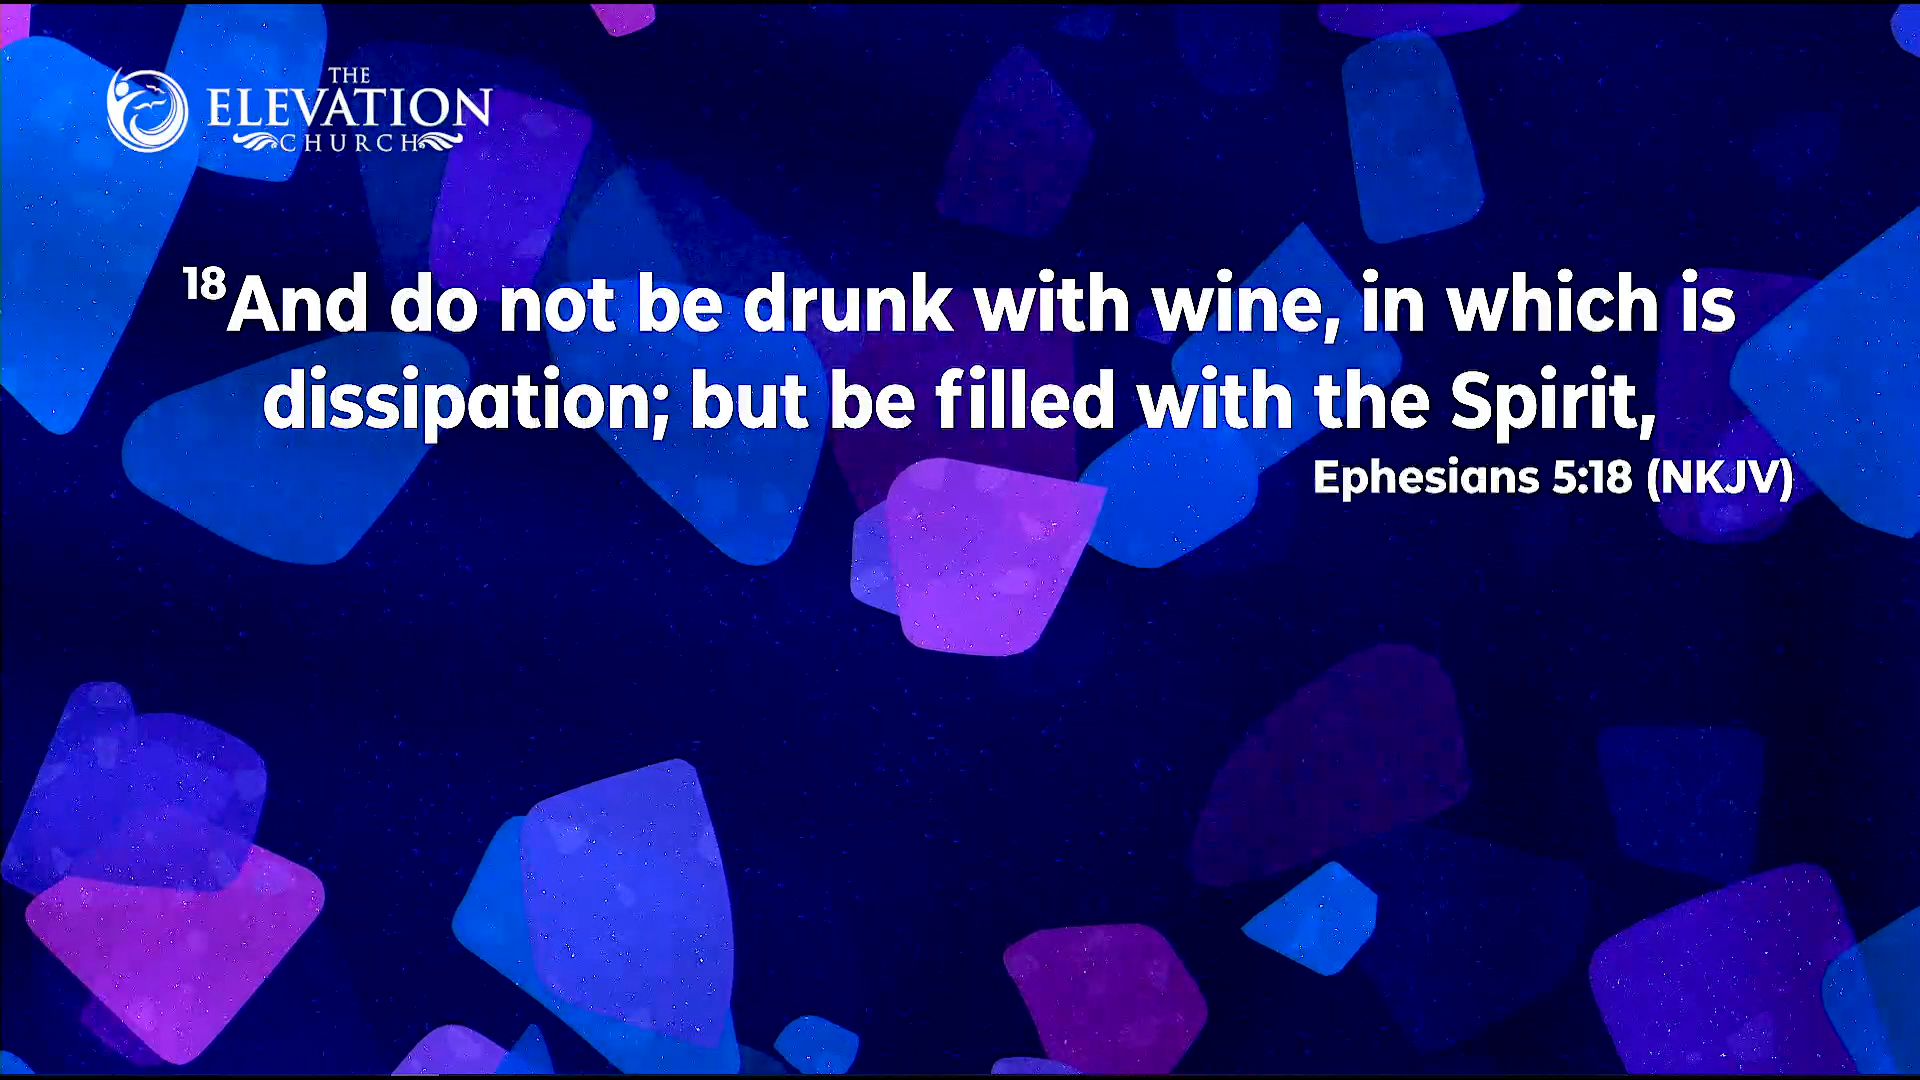 THE
ELEVATION
CHURCH
18And do not be drunk with wine, in which is
dissipation; but be filled with the Spirit,
Ephesians 5:18 (NKJV)